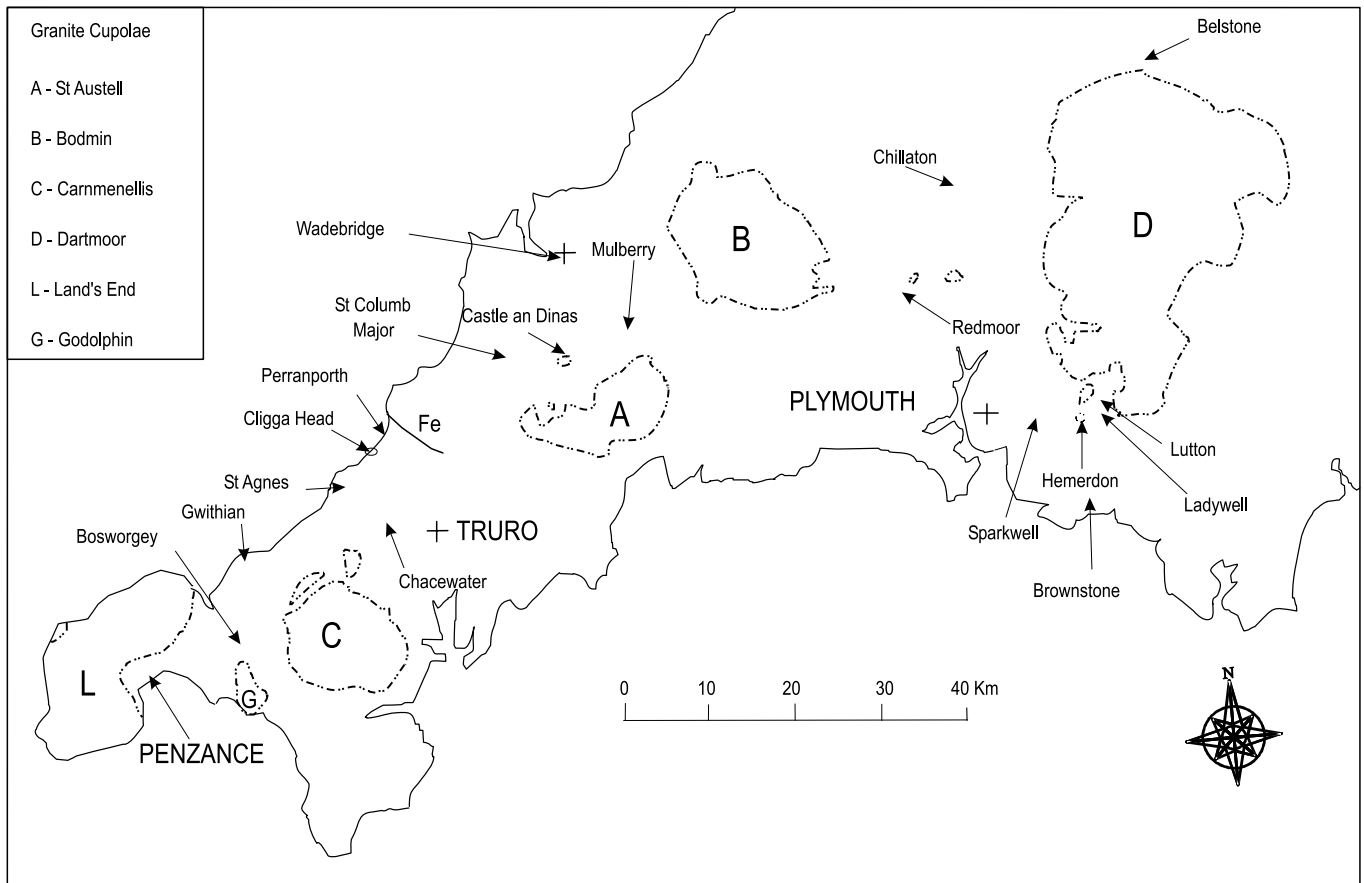 Granite Cupolae
A - St Austell
B - Bodmin
C - Carnmenellis
D - Dartmoor
L - Land's End
G - Godolphin
Belstone
Chillaton
D
B
Wadebridge
Mulberry
St Columb
Major
Castle an Dinas
Redmoor
Perranporth
Cligga Head
Fe
A
PLYMOUTH
Lutton
St Agnes
Hemerdon
Ladywell
Gwithian
Sparkwell
Bosworgey
TRURO
Chacewater
Brownstone
C
L
G
PENZANCE
0 10 20 30 40 Km
N